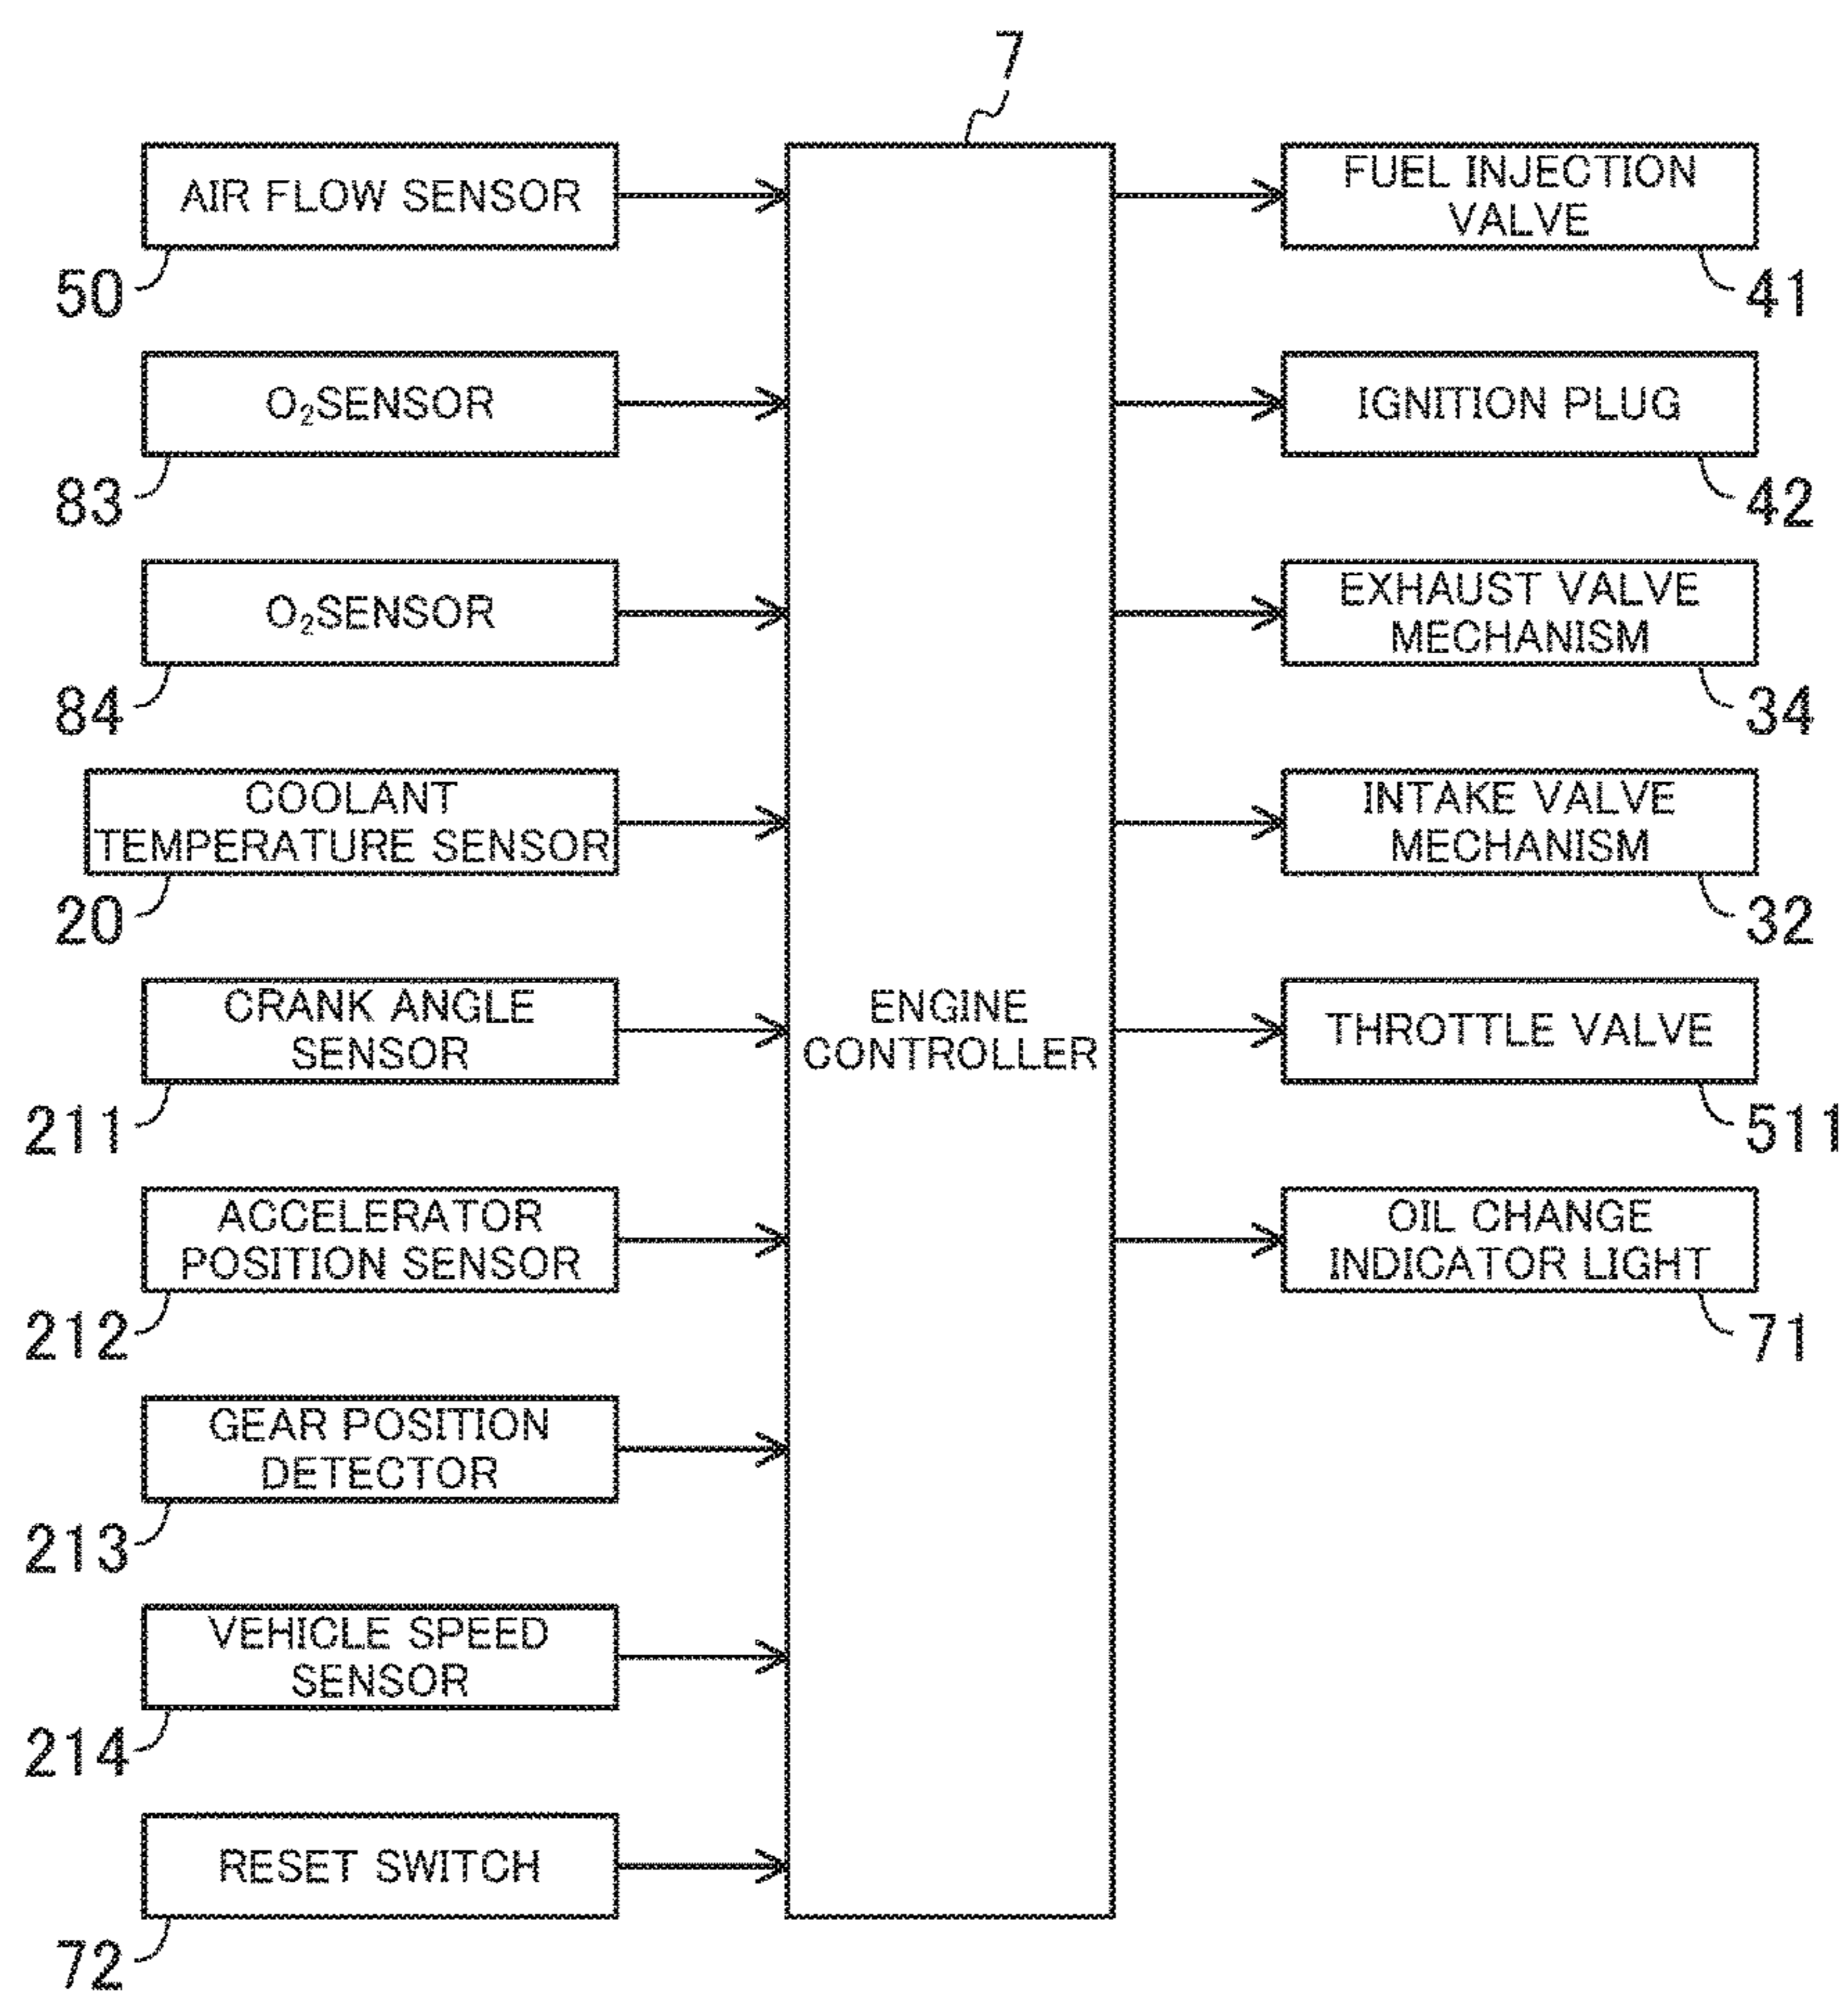 7
AIR FLOW SENSOR
50
O₂SENSOR
83
O₂SENSOR
84
COOLANT
TEMPERATURE SENSOR
20
CRANK ANGLE
SENSOR
211
ACCELERATOR
POSITION SENSOR
212
GEAR POSITION
DETECTOR
213
VEHICLE SPEED
SENSOR
214
RESET SWITCH
72
ENGINE
CONTROLLER
FUEL INJECTION
VALVE
41
IGNITION PLUG
42
EXHAUST VALVE
MECHANISM
34
INTAKE VALVE
MECHANISM
32
THROTTLE VALVE
511
OIL CHANGE
INDICATOR LIGHT
71